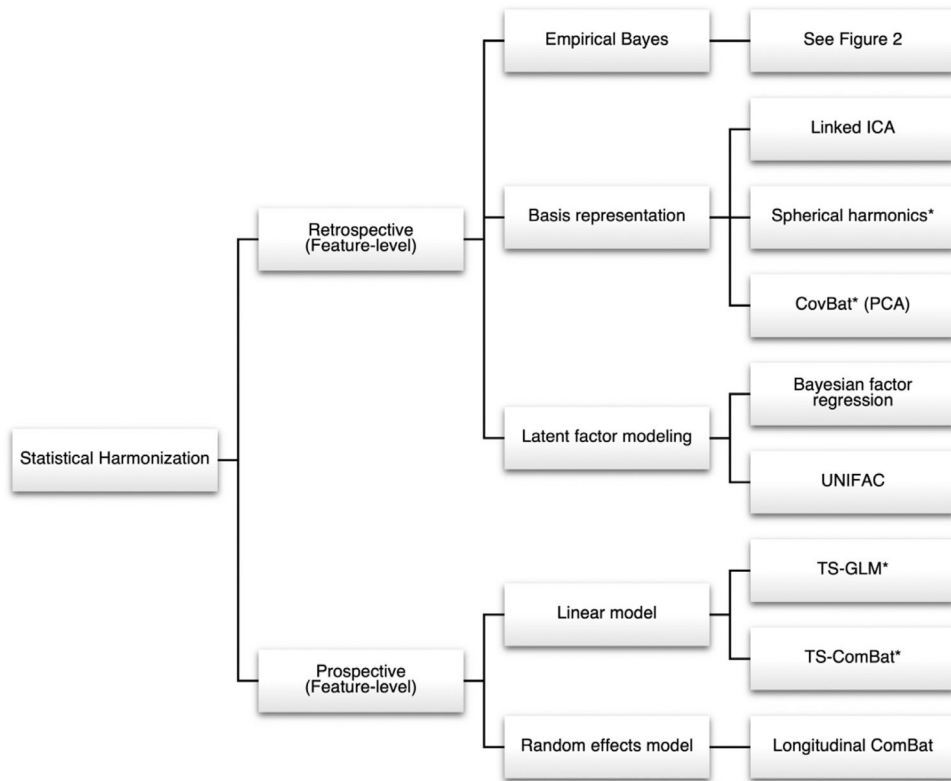 Empirical Bayes
See Figure 2
Linked ICA
Retrospective
(Feature-level)
Basis representation
Spherical harmonics*
CovBat* (PCA)
Bayesian factor
regression
Latent factor modeling
Statistical Harmonization
UNIFAC
TS-GLM*
Linear model
Prospective
(Feature-level)
TS-ComBat*
Random effects model
Longitudinal ComBat